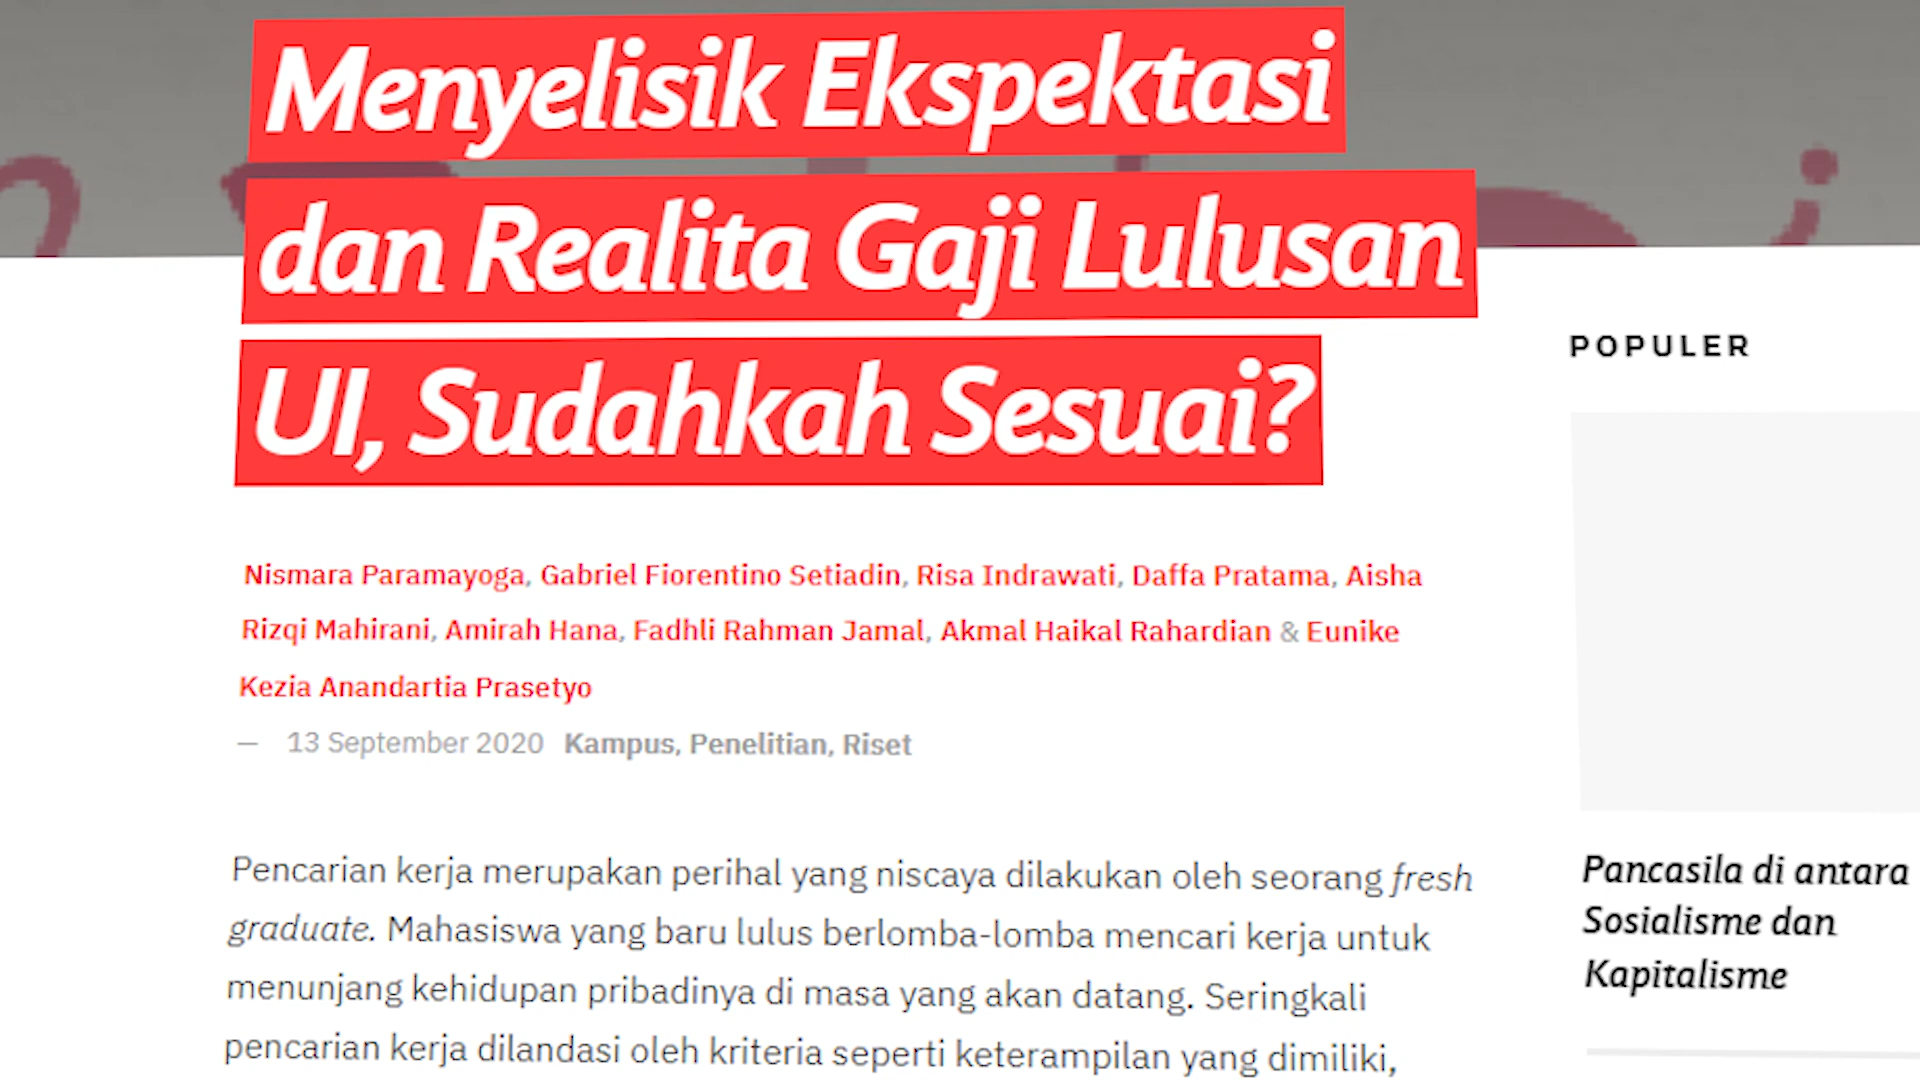 Menyelisik Ekspektasi
dan Realita Gaji Lulusan
UI, Sudahkah Sesuai?
Nismara Paramayoga, Gabriel Fiorentino Setiadin, Risa Indrawati, Daffa Pratama, Aisha
Rizqi Mahirani, Amirah Hana, Fadhli Rahman Jamal, Akmal Haikal Rahardian & Eunike
Kezia Anandartia Prasetyo
— 13 September 2020 Kampus, Penelitian, Riset
Pencarian kerja merupakan perihal yang niscaya dilakukan oleh seorang fresh
graduate. Mahasiswa yang baru lulus berlomba-lomba mencari kerja untuk
menunjang kehidupan pribadinya di masa yang akan datang. Seringkali
pencarian kerja dilandasi oleh kriteria seperti keterampilan yang dimiliki,
POPULER
Pancasila di antara
Sosialisme dan
Kapitalisme